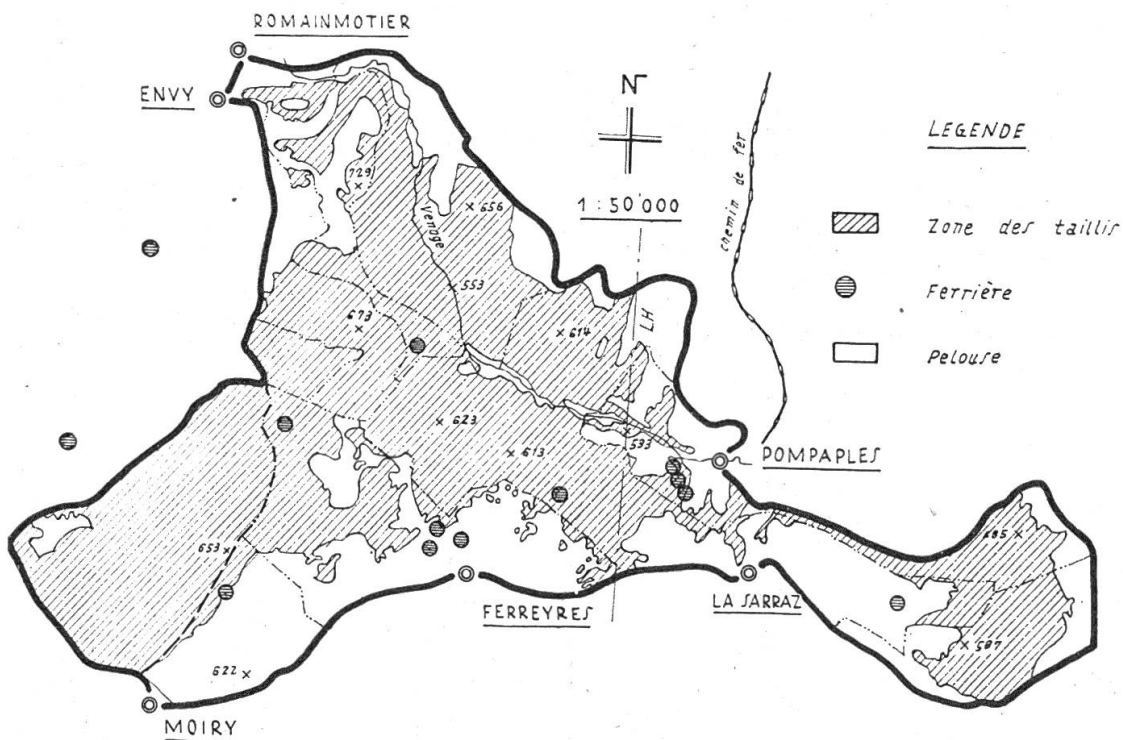 ROMAINMOTIER
ENVY
N
1 : 50'000
chemin de fer
LEGENDE
Zone des taillis
Ferrière
Pelouse
729
656
Venoge
553
673
614
LH
623
613
593
POMPAPLES
653
685
FERREYRES
LA SARRAZ
587
622
MOIRY